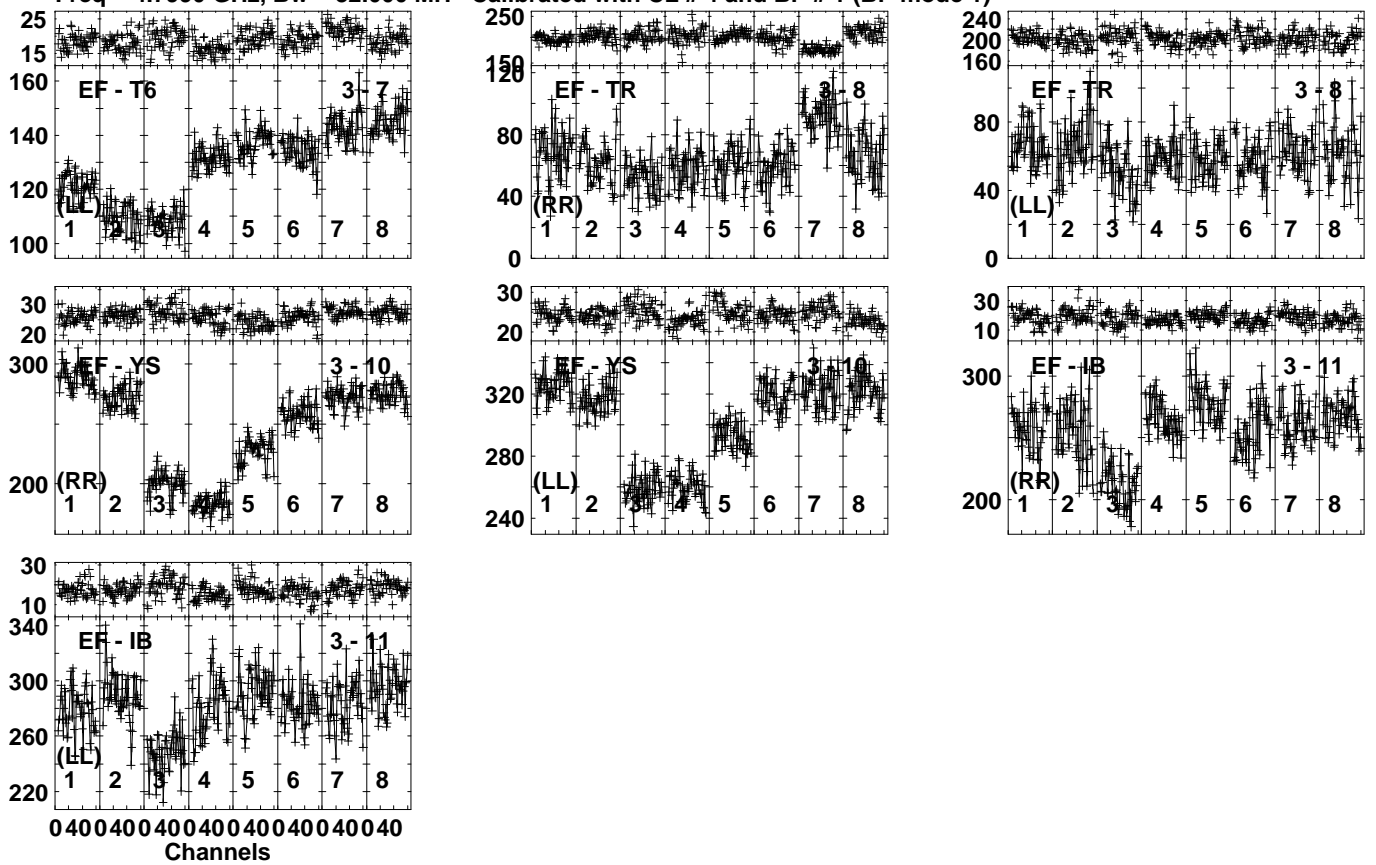 25
15
160
EF - T6 3 - 7
140
120
(LL)
1 2 3 4 5 6 7 8
100
250
150
120
EF - TR 3 - 8
80
40
(RR)
1 2 3 4 5 6 7 8
0
240
200
160
EF - TR 3 - 8
80
40
(LL)
1 2 3 4 5 6 7 8
0
30
20
300
EF - YS 3 - 10
200
(RR)
1 2 3 4 5 6 7 8
30
20
EF - YS 3 - 10
320
280
(LL)
1 2 3 4 5 6 7 8
240
30
10
300
EF - IB 3 - 11
(RR)
200
1 2 3 4 5 6 7 8
30
10
340
EF - IB 3 - 11
300
260
(LL)
1 2 3 4 5 6 7 8
220
0 40 0 40 0 40 0 40 0 40 0 40 0 40 0 40
Channels